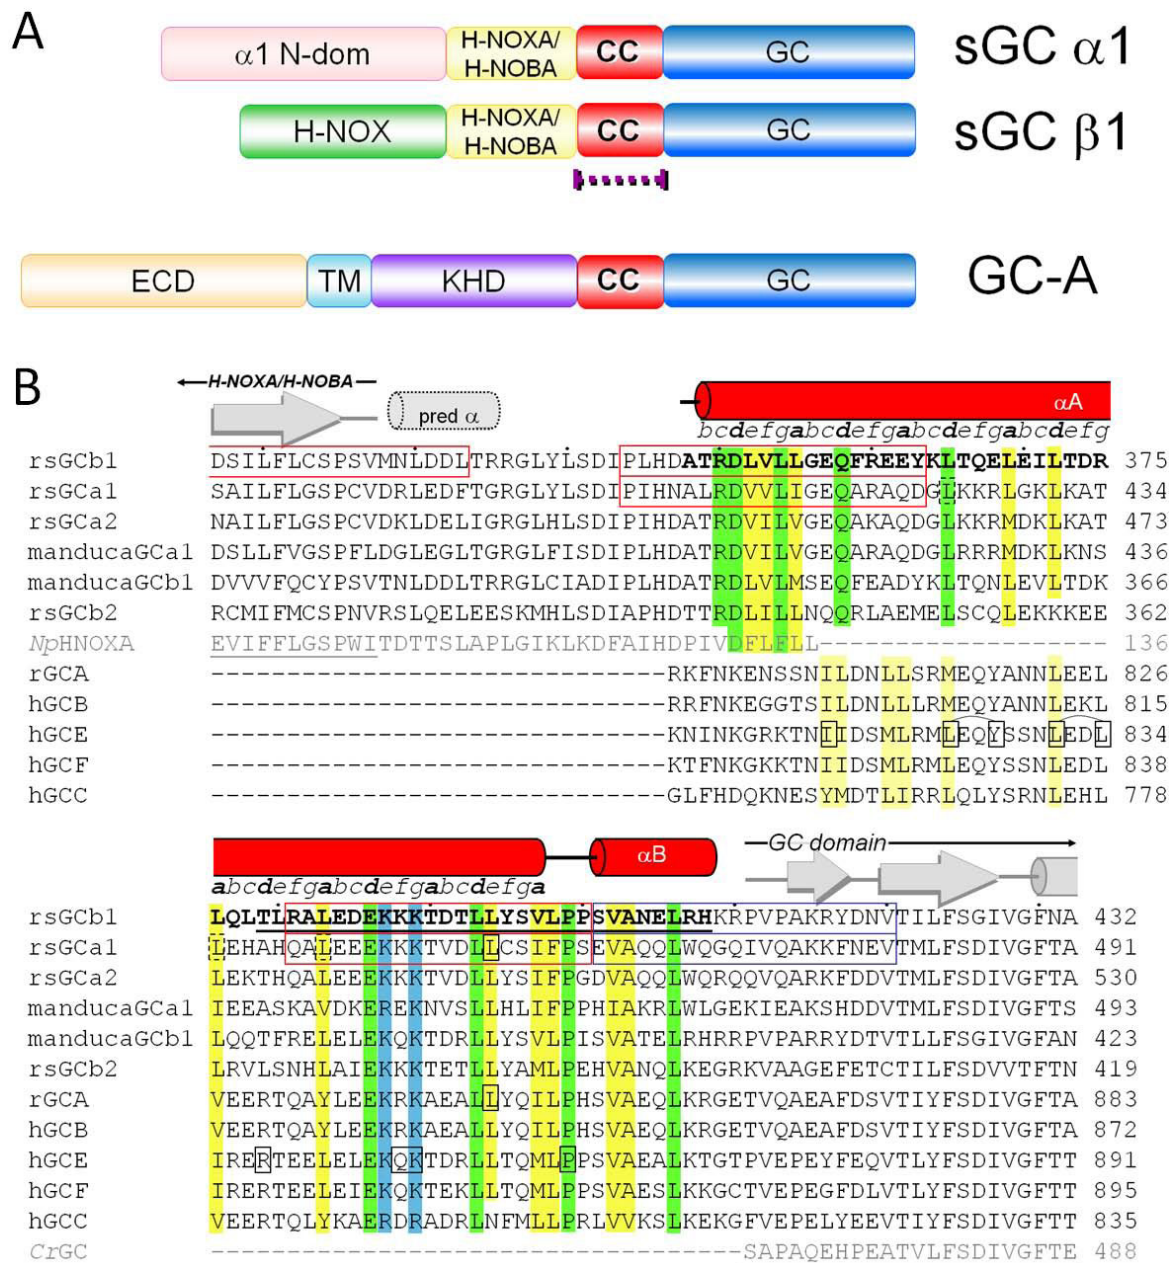 A
α1 N-dom H-NOXA/ H-NOBA CC GC sGC α1
H-NOX H-NOXA/ H-NOBA CC GC sGC β1
ECD TM KHD CC GC GC-A
B
H-NOXA/H-NOBA
pred α αA
bcdefgabcdefgabcdefgabcdefg
rsGCb1 DSILFLCSPSVMNLDDLTRRGLYLSDIPLHDATRDLVLLGEQFREEYKLTQELEILTDR 375
rsGCa1 SAILFLGSPCVDRLEDFTGRGLYLSDIPIHNALRDVVLIGEQARAQDGLKKRLGKLKAT 434
rsGCa2 NAILFLGSPCVDKLDELIGRGLHLSDIPIHDATRDVILVGEQAKAQDGLKKRMDKLKAT 473
manducaGCa1 DSLLFVGSPFLDGLEGLTGRGLFISDIPLHDATRDVILVGEQARAQDGLRRRMDKLKNS 436
manducaGCb1 DVVVFQCYPSVTNLDDLTRRGLCIADIPLHDATRDLVLMSEQFEADYKLTQNLEVLTDK 366
rsGCb2 RCMIFMCSPNVRSLQELEESKMHLSDIAPHDTTRDLILLNQQRLAEMELSCQLEKKKEE 362
NpHNOXA EVIFFLGSPWITDTTSLAPLGIKLKDFAIHDPIVDFLFLL------------------- 136
rGCA ------------------------------RKFNKENSSNILDNLLSRMEQYANNLEEL 826
hGCB ------------------------------RRFNKEGGTSILDNLLLRMEQYANNLEKL 815
hGCE ------------------------------KNINKGRKTNIIDSMLRMLEQYSSNLEDL 834
hGCF ------------------------------KTFNKGKKTNIIDSMLRMLEQYSSNLEDL 838
hGCC ------------------------------GLFHDQKNESYMDTLIRRLQLYSRNLEHL 778
αB GC domain
abcdefgabcdefgabcdefga
rsGCb1 LQLTLRALEDEKKKTDTLLYSVLPPSVANELRHKRPVPAKRYDNVTILFSGIVGFNA 432
rsGCa1 LEHAHQALEEEKKKTVDLLCSIFPSEVAQQLWQGQIVQAKKFNEVTMLFSDIVGFTA 491
rsGCa2 LEKTHQALEEEKKKTVDLLYSIFPGDVAQQLWQRQQVQARKFDDVTMLFSDIVGFTA 530
manducaGCa1 IEEASKAVDKEREKNVSLLHLIFPPHIAKRLWLGEKIEAKSHDDVTMLFSDIVGFTS 493
manducaGCb1 LQQTFRELELEKQKTDRLLYSVLPISVATELRHRRPVPARRYDTVTLLFSGIVGFAN 423
rsGCb2 LRVLSNHLAIEKKKTETLLYAMLPEHVANQLKEGRKVAAGEFETCTILFSDVVTFTN 419
rGCA VEERTQAYLEEKRKAEALLYQILPHSVAEQLKRGETVQAEAFDSVTIYFSDIVGFTA 883
hGCB VEERTQAYLEEKRKAEALLYQILPHSVAEQLKRGETVQAEAFDSVTIYFSDIVGFTA 872
hGCE IRERTEELELEKQKTDRLLTQMLPPSVAEALKTGTPVEPEYFEQVTLYFSDIVGFTT 891
hGCF IRERTEELEIEKQKTEKLLTQMLPPSVAESLKKGCTVEPEGFDLVTLYFSDIVGFTT 895
hGCC VEERTQLYKAERDRADRLNFMLLPRLVVKSLKEKGFVEPELYEEVTIYFSDIVGFTT 835
CrGC -----------------------------------SAPAQEHPEATVLFSDIVGFTE 488